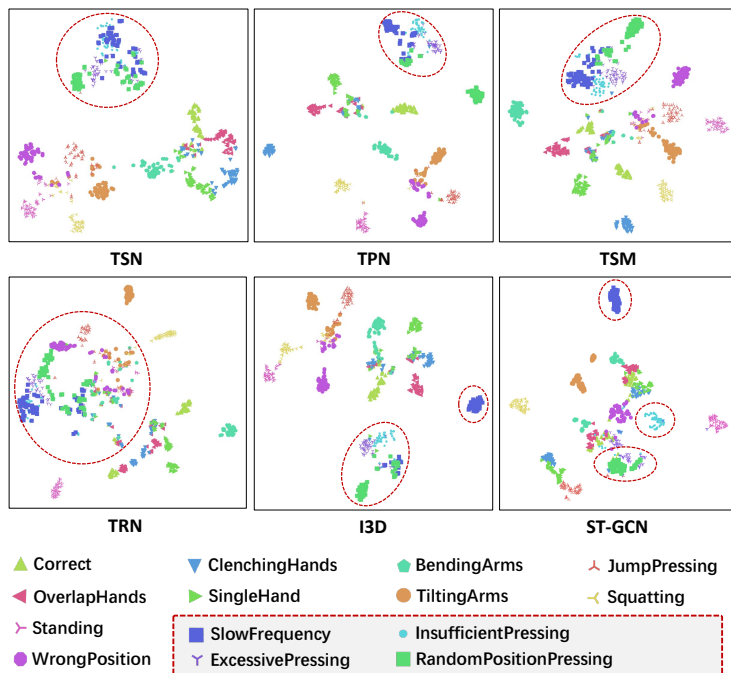 TSN TPN TSM
TRN I3D ST-GCN
Correct ClenchingHands BendingArms JumpPressing
OverlapHands SingleHand TiltingArms Squatting
Standing SlowFrequency InsufficientPressing
WrongPosition ExcessivePressing RandomPositionPressing